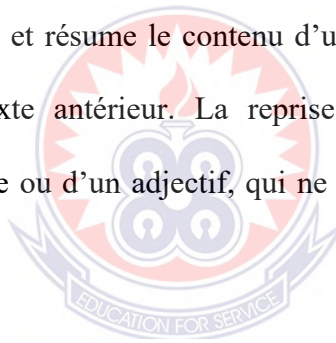 et résume le contenu d'u
xte antérieur. La reprise
e ou d'un adjectif, qui ne
EDUCATION FOR SERVICE